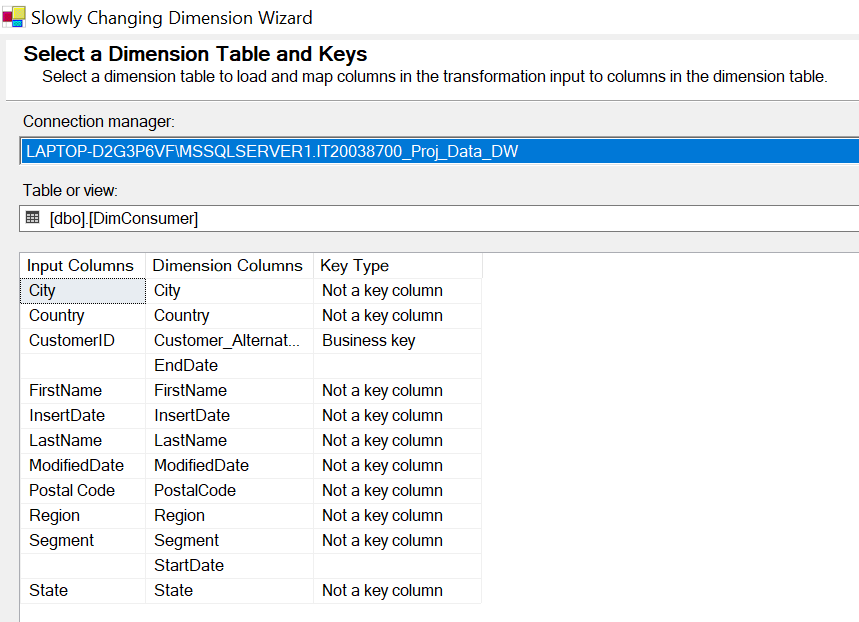 Slowly Changing Dimension Wizard
Select a Dimension Table and Keys
Select a dimension table to load and map columns in the transformation input to columns in the dimension table.
Connection manager:
LAPTOP-D2G3P6VF\MSSQLSERVER1.IT20038700_Proj_Data_DW
Table or view:
[dbo].[DimConsumer]
Input Columns Dimension Columns Key Type
City City Not a key column
Country Country Not a key column
CustomerID Customer_Alternat... Business key
EndDate
FirstName FirstName Not a key column
InsertDate InsertDate Not a key column
LastName LastName Not a key column
ModifiedDate ModifiedDate Not a key column
Postal Code PostalCode Not a key column
Region Region Not a key column
Segment Segment Not a key column
StartDate
State State Not a key column